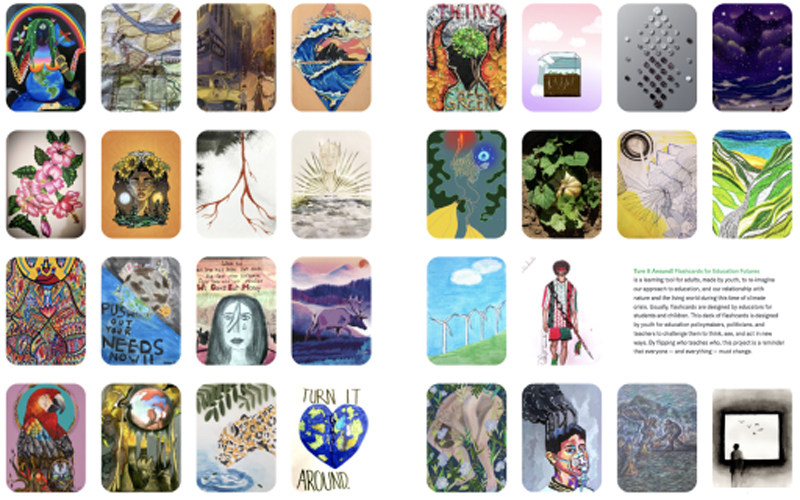 THINK
GREEN
PUSH
OUT
YOUR
NEEDS
NOW!!
We Cannot Eat Money
Turn It Around! Flashcards for Education Futures
is a learning tool for adults, made by youth, to re-imagine
our approach to education, and our relationship with
nature and the living world during this time of climate
crisis. Usually, flashcards are designed by educators for
students and children. This deck of flashcards is designed
by youth for education policymakers, politicians, and
teachers to challenge them to think, see, and act in new
ways. By flipping who teaches who, this project is a reminder
that everyone — and everything — must change.
TURN IT
AROUND.